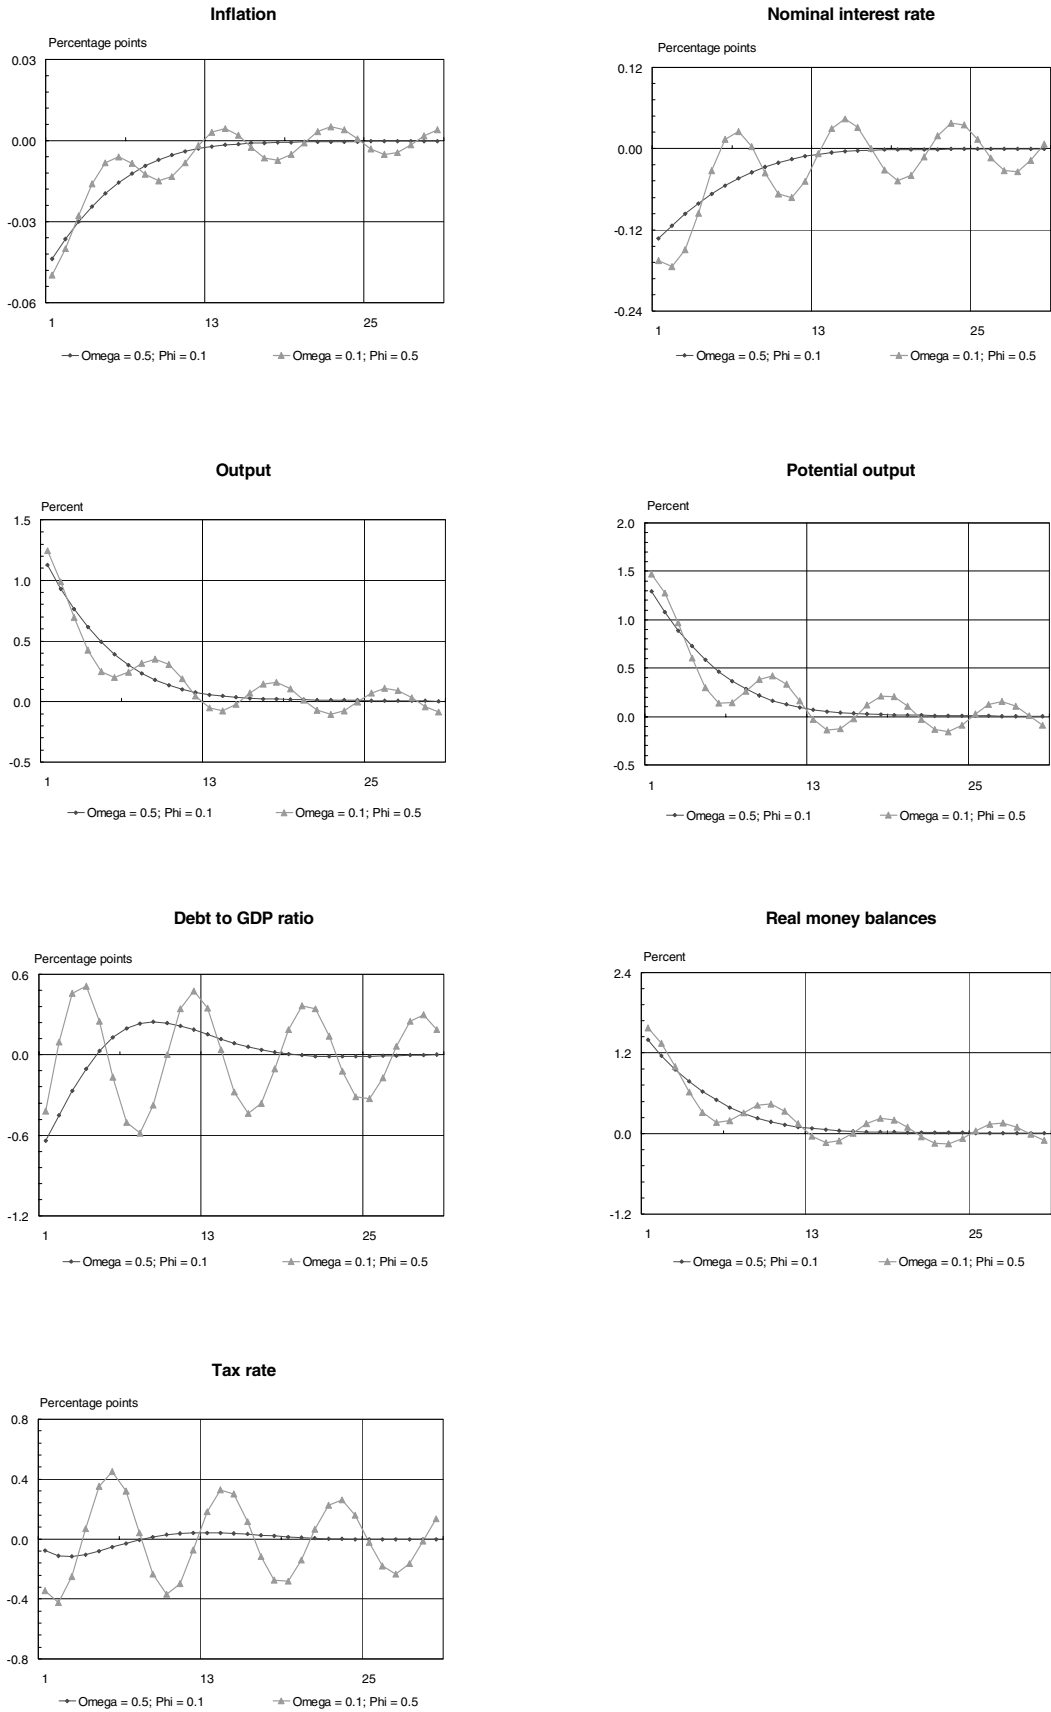 Inflation
Percentage points
0.03
0.00
-0.03
-0.06
1 13 25
Omega = 0.5; Phi = 0.1 Omega = 0.1; Phi = 0.5
Nominal interest rate
Percentage points
0.12
0.00
-0.12
-0.24
1 13 25
Omega = 0.5; Phi = 0.1 Omega = 0.1; Phi = 0.5
Output
Percent
1.5
1.0
0.5
0.0
-0.5
1 13 25
Omega = 0.5; Phi = 0.1 Omega = 0.1; Phi = 0.5
Potential output
Percent
2.0
1.5
1.0
0.5
0.0
-0.5
1 13 25
Omega = 0.5; Phi = 0.1 Omega = 0.1; Phi = 0.5
Debt to GDP ratio
Percentage points
0.6
0.0
-0.6
-1.2
1 13 25
Omega = 0.5; Phi = 0.1 Omega = 0.1; Phi = 0.5
Real money balances
Percent
2.4
1.2
0.0
-1.2
1 13 25
Omega = 0.5; Phi = 0.1 Omega = 0.1; Phi = 0.5
Tax rate
Percentage points
0.8
0.4
0.0
-0.4
-0.8
1 13 25
Omega = 0.5; Phi = 0.1 Omega = 0.1; Phi = 0.5